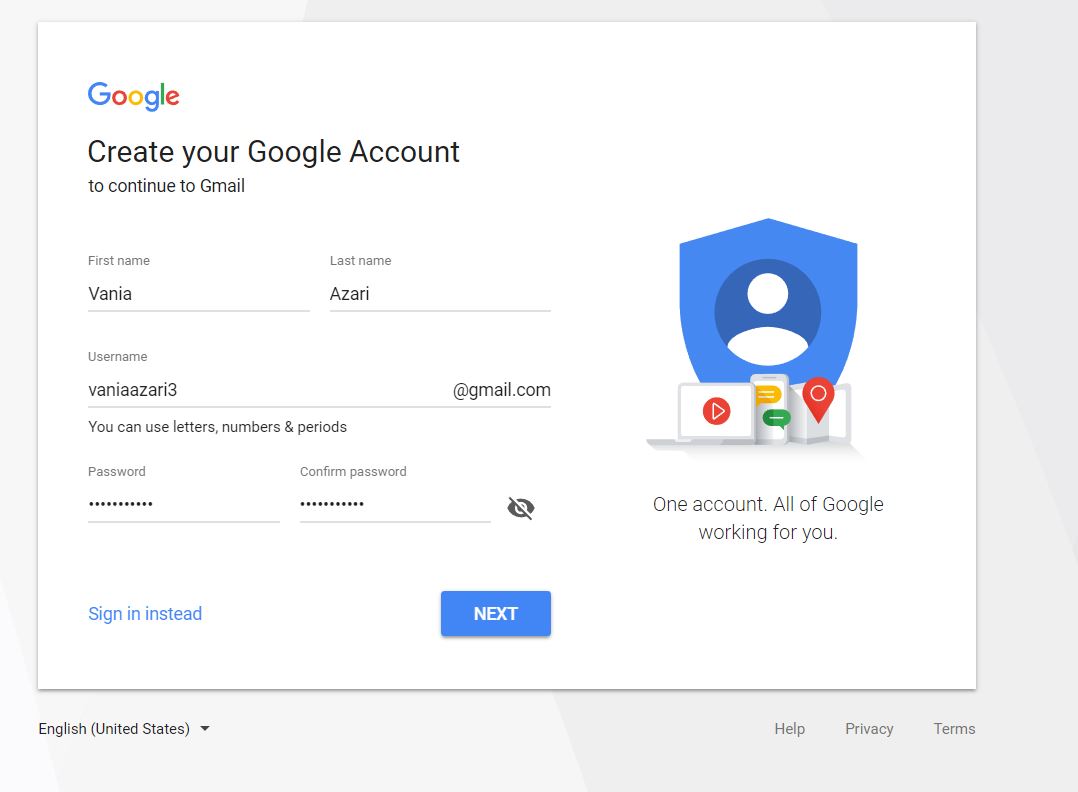 Google
Create your Google Account
to continue to Gmail
First name
Last name
Vania
Azari
Username
vaniaazari3
@gmail.com
You can use letters, numbers & periods
Password
Confirm password
•••••••••••
•••••••••••
Sign in instead
NEXT
One account. All of Google
working for you.
English (United States)
Help
Privacy
Terms